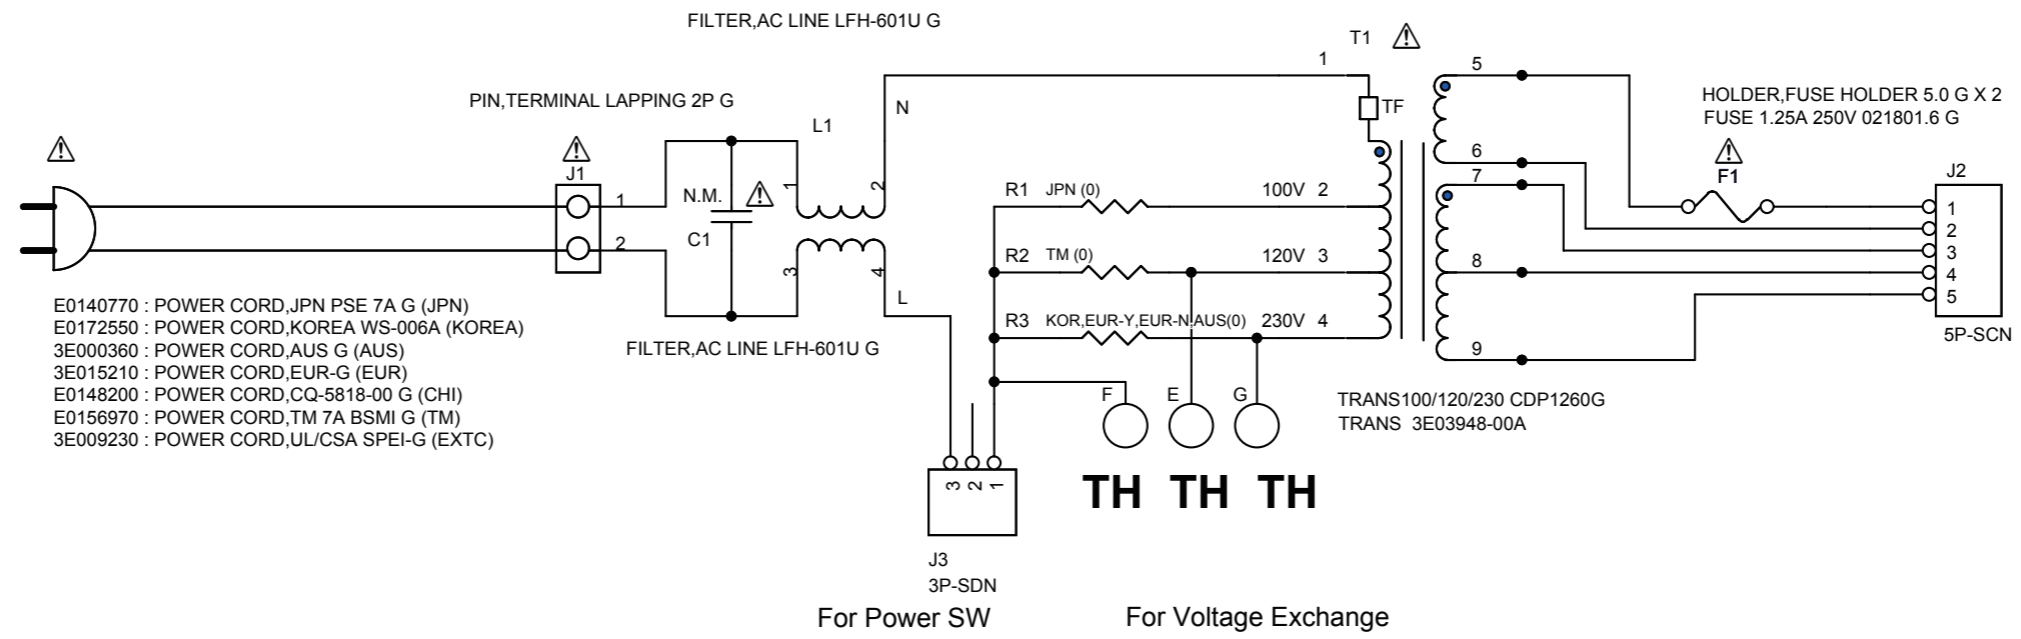 FILTER,AC LINE LFH-601U G
T1
1
5
PIN,TERMINAL LAPPING 2P G
N
TF
HOLDER,FUSE HOLDER 5.0 G X 2
FUSE 1.25A 250V 021801.6 G
L1
6
J1
F1
J2
1
N.M.
1
2
R1 JPN (0) 100V 2
7
1
2
C1
2
3
4
R2 TM (0) 120V 3
8
3
4
5
L
R3 KOR,EUR-Y,EUR-N,AUS(0) 230V 4
9
5P-SCN
E0140770 : POWER CORD,JPN PSE 7A G (JPN)
E0172550 : POWER CORD,KOREA WS-006A (KOREA)
3E000360 : POWER CORD,AUS G (AUS)
3E015210 : POWER CORD,EUR-G (EUR)
E0148200 : POWER CORD,CQ-5818-00 G (CHI)
E0156970 : POWER CORD,TM 7A BSMI G (TM)
3E009230 : POWER CORD,UL/CSA SPEI-G (EXTC)
FILTER,AC LINE LFH-601U G
F E G
TRANS100/120/230 CDP1260G
TRANS 3E03948-00A
TH TH TH
3 2 1
J3
3P-SDN
For Power SW
For Voltage Exchange